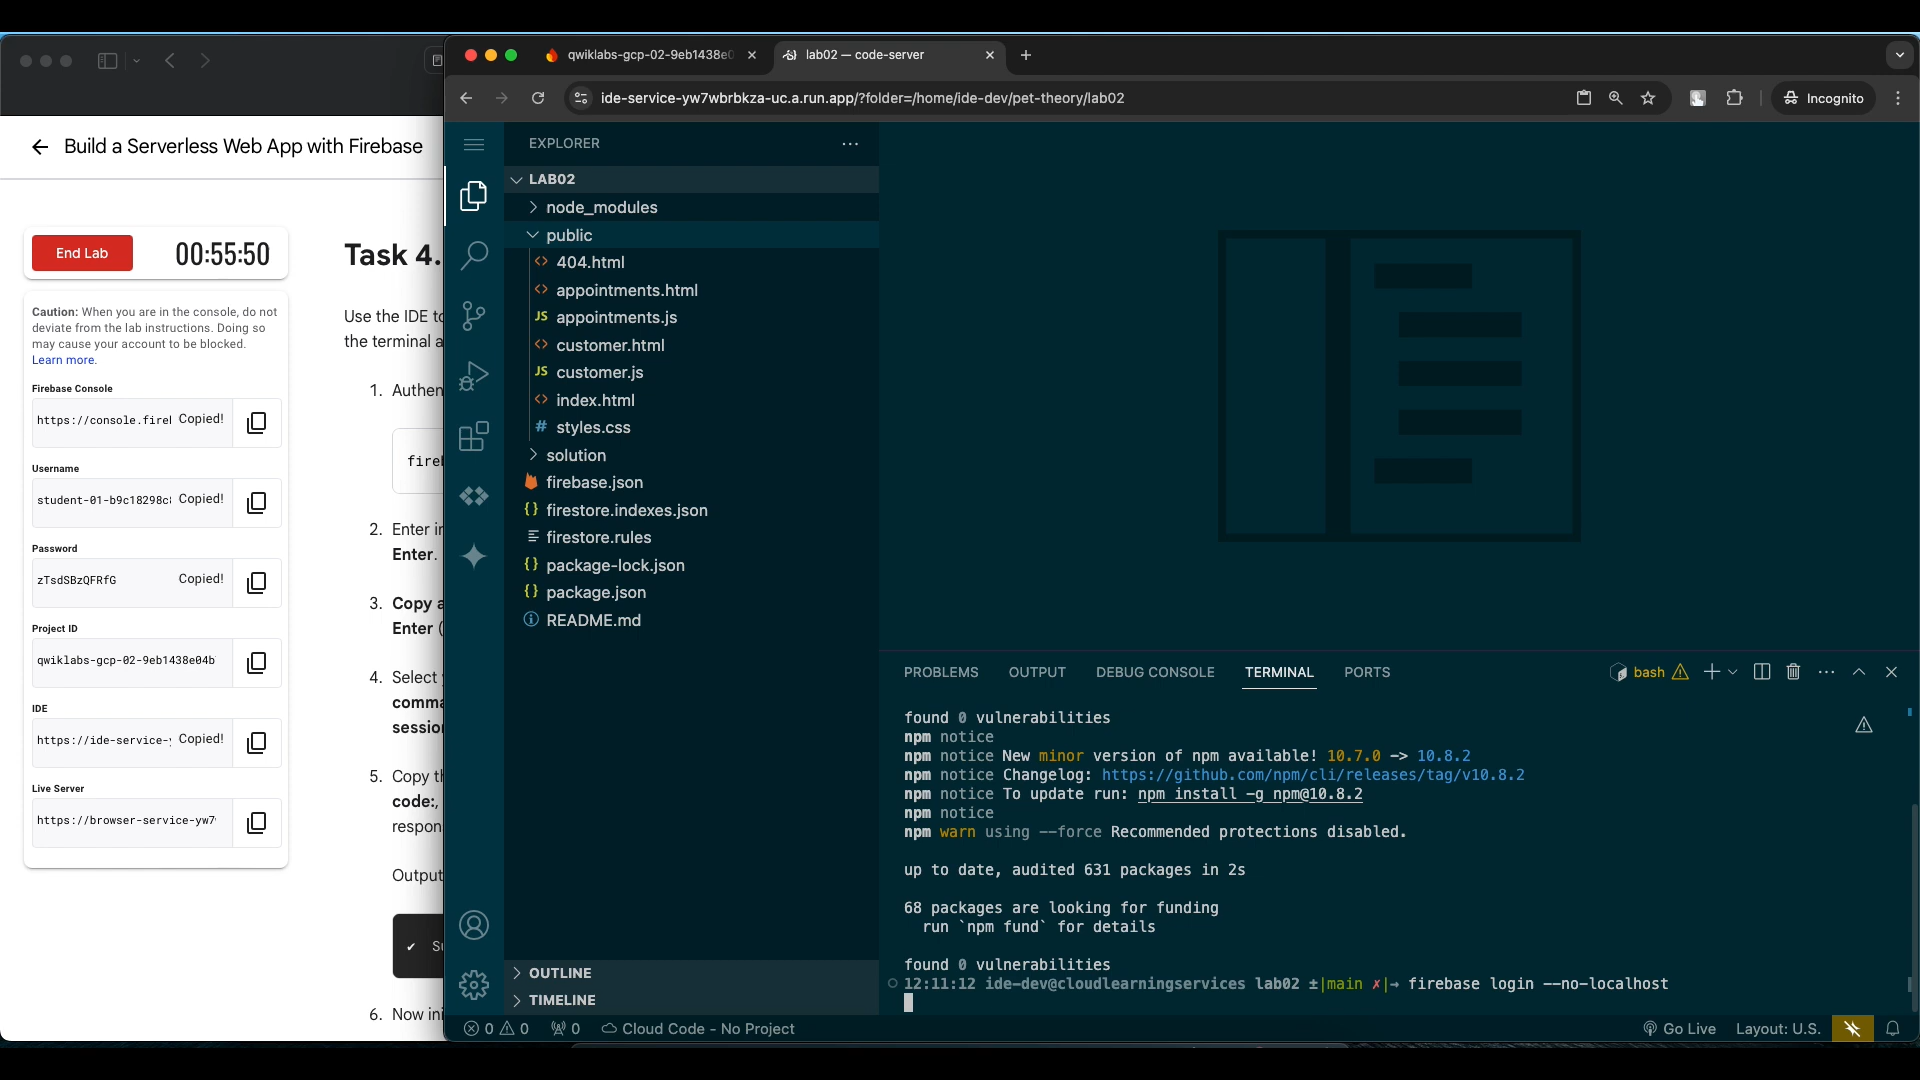 Build a Serverless Web App with Firebase
End Lab
00:55:50
Caution: When you are in the console, do not
deviate from the lab instructions. Doing so
may cause your account to be blocked.
Learn more.
Firebase Console
https://console.fire Copied!
Username
student-01-b9c18298c Copied!
Password
zTsdSBzQFRfG Copied!
Project ID
qwiklabs-gcp-02-9eb1438e04b
IDE
https://ide-service- Copied!
Live Server
https://browser-service-yw7
Task 4.
Use the IDE to
the terminal a
1. Authen
fire
2. Enter in
Enter.
3. Copy a
Enter (
4. Select
comma
session
5. Copy th
code:,
respon
Output
✔ Su
6. Now ini
qwiklabs-gcp-02-9eb1438e0
lab02 — code-server
ide-service-yw7wbrbkza-uc.a.run.app/?folder=/home/ide-dev/pet-theory/lab02
Incognito
EXPLORER
LAB02
node_modules
public
404.html
appointments.html
JS appointments.js
customer.html
JS customer.js
index.html
# styles.css
solution
firebase.json
{} firestore.indexes.json
firestore.rules
{} package-lock.json
{} package.json
README.md
OUTLINE
TIMELINE
PROBLEMS OUTPUT DEBUG CONSOLE TERMINAL PORTS
bash
found 0 vulnerabilities
npm notice
npm notice New minor version of npm available! 10.7.0 -> 10.8.2
npm notice Changelog: https://github.com/npm/cli/releases/tag/v10.8.2
npm notice To update run: npm install -g npm@10.8.2
npm notice
npm warn using --force Recommended protections disabled.
up to date, audited 631 packages in 2s
68 packages are looking for funding
run `npm fund` for details
found 0 vulnerabilities
12:11:12 ide-dev@cloudlearningservices lab02 ±|main ✗|→ firebase login --no-localhost
0 0 0 Cloud Code - No Project
Go Live Layout: U.S.